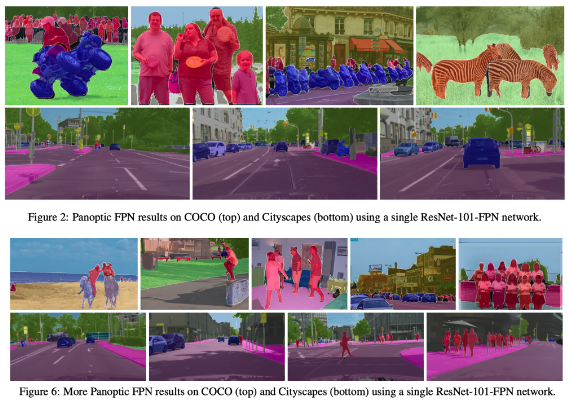 Figure 2: Panoptic FPN results on COCO (top) and Cityscapes (bottom) using a single ResNet-101-FPN network.
Figure 6: More Panoptic FPN results on COCO (top) and Cityscapes (bottom) using a single ResNet-101-FPN network.